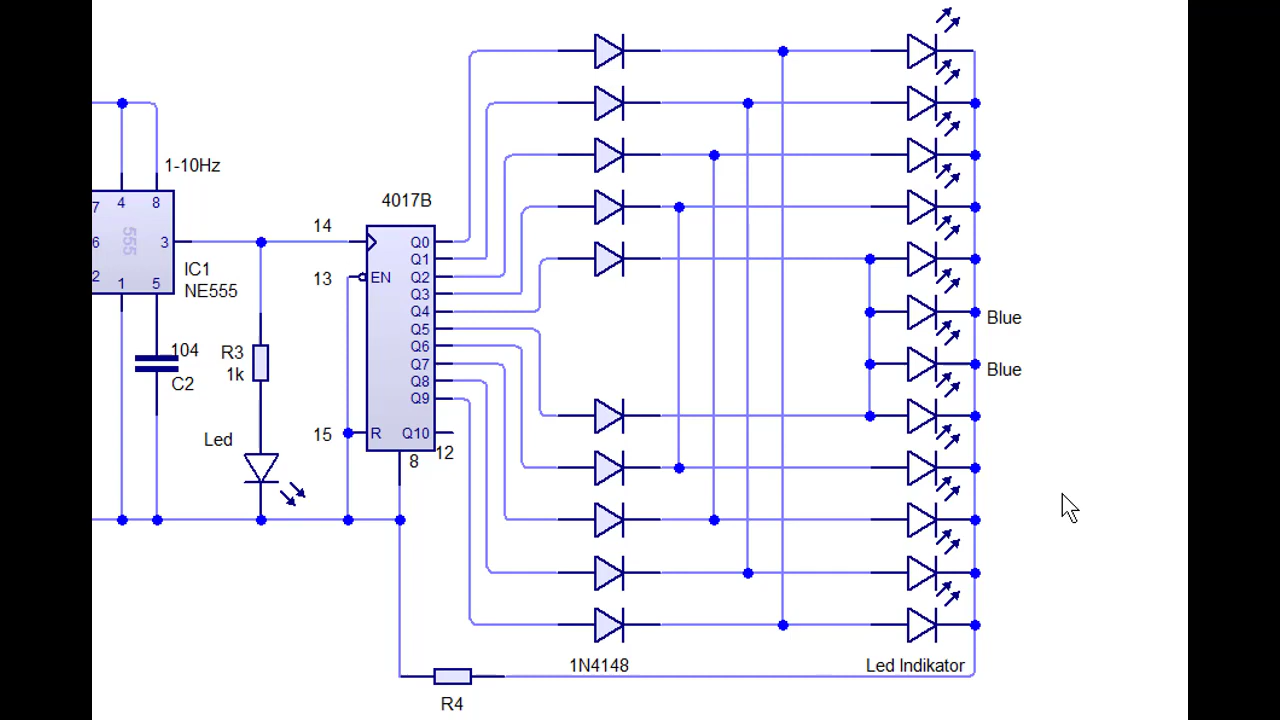 1-10Hz
4 8
7
6
2
555
3
1 5
IC1
NE555
104
C2
R3
1k
Led
4017B
14
13
15
EN
R
Q0
Q1
Q2
Q3
Q4
Q5
Q6
Q7
Q8
Q9
Q10
12
8
R4
1N4148
Blue
Blue
Led Indikator